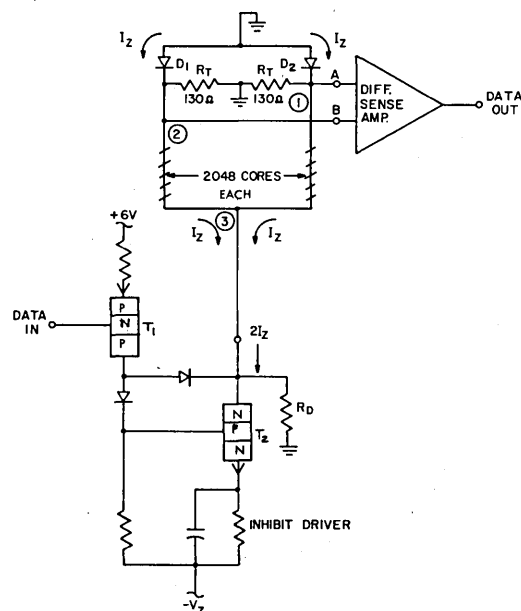 I_Z
I_Z
D_1
R_T
R_T
D_2
130Ω
130Ω
①
A
B
DIFF.
SENSE
AMP.
DATA
OUT
②
2048 CORES
EACH
③
I_Z
I_Z
+6V
DATA
IN
P
N
P
T_1
2I_Z
R_D
N
P
N
T_2
INHIBIT DRIVER
-V_Z